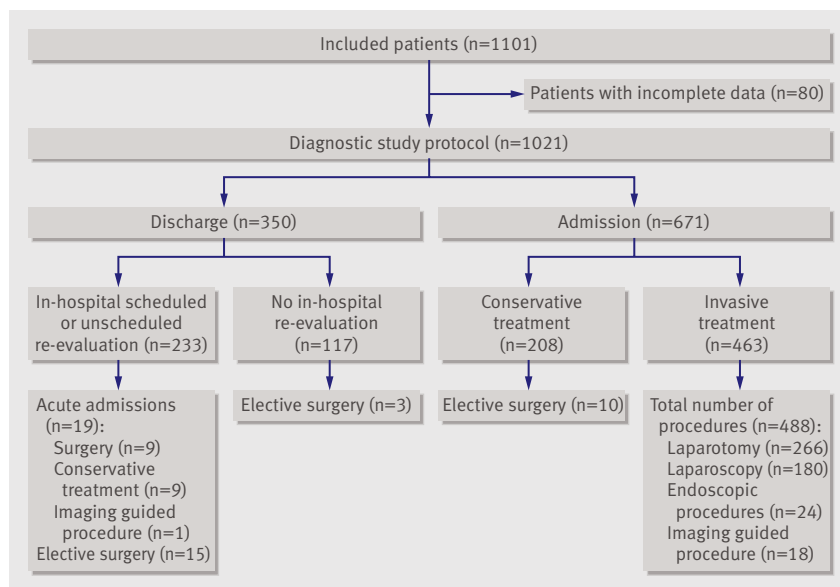 Included patients (n=1101)
Patients with incomplete data (n=80)
Diagnostic study protocol (n=1021)
Discharge (n=350)
Admission (n=671)
In-hospital scheduled
or unscheduled
re-evaluation (n=233)
No in-hospital
re-evaluation
(n=117)
Conservative
treatment
(n=208)
Invasive
treatment
(n=463)
Acute admissions
(n=19):
Surgery (n=9)
Conservative
treatment (n=9)
Imaging guided
procedure (n=1)
Elective surgery (n=15)
Elective surgery (n=3)
Elective surgery (n=10)
Total number of
procedures (n=488):
Laparotomy (n=266)
Laparoscopy (n=180)
Endoscopic
procedures (n=24)
Imaging guided
procedure (n=18)